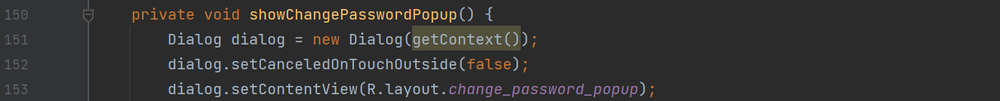 150 private void showChangePasswordPopup() {
151 Dialog dialog = new Dialog(getContext());
152 dialog.setCanceledOnTouchOutside(false);
153 dialog.setContentView(R.layout.change_password_popup);